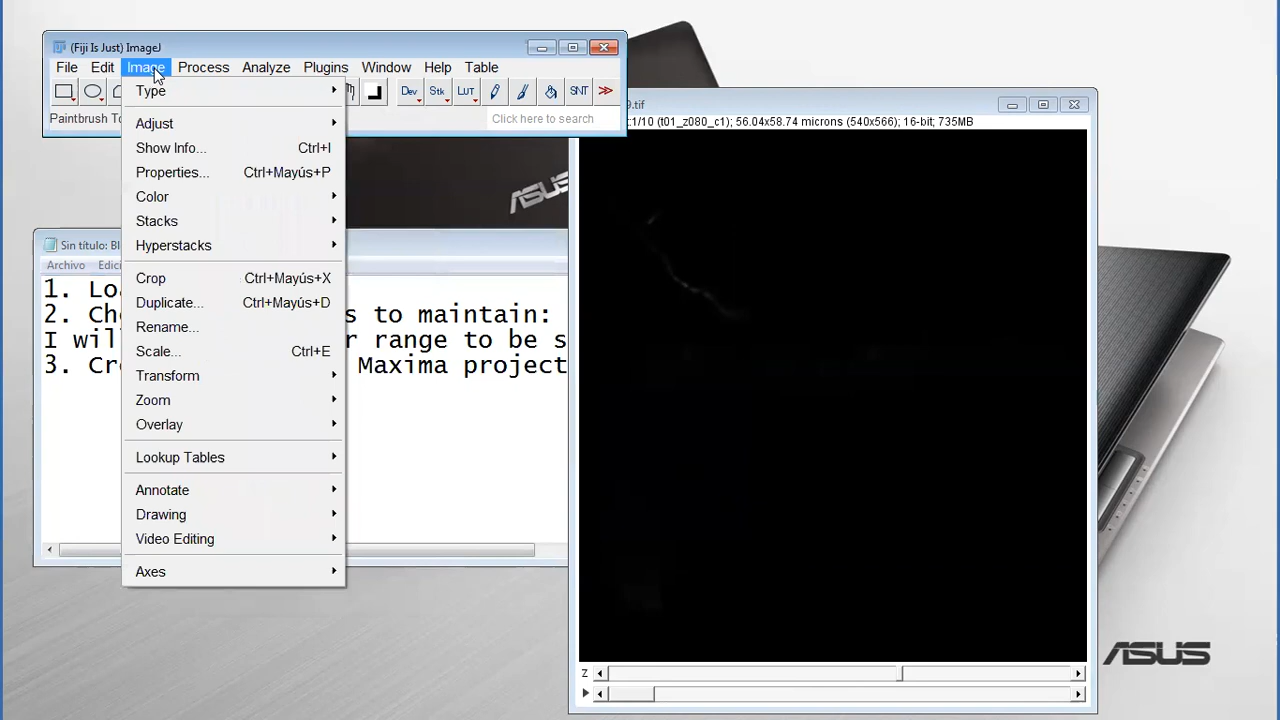 (Fiji Is Just) ImageJ
File Edit Image Process Analyze Plugins Window Help Table
Dev Stk LUT SNT >>
Paintbrush To
Click here to search
Type
Adjust
Show Info... Ctrl+I
Properties... Ctrl+Mayús+P
Color
Stacks
Hyperstacks
Crop Ctrl+Mayús+X
Duplicate... Ctrl+Mayús+D
Rename...
Scale... Ctrl+E
Transform
Zoom
Overlay
Lookup Tables
Annotate
Drawing
Video Editing
Axes
9.tif
:1/10 (t01_z080_c1); 56.04x58.74 microns (540x566); 16-bit; 735MB
Z
Sin título: Bl
Archivo Edici
1. Loa
2. Ch s to maintain:
I wil r range to be s
3. Cr Maxima project
ASUS
ASUS